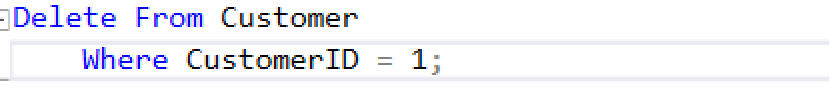 Delete From Customer
Where CustomerID = 1;